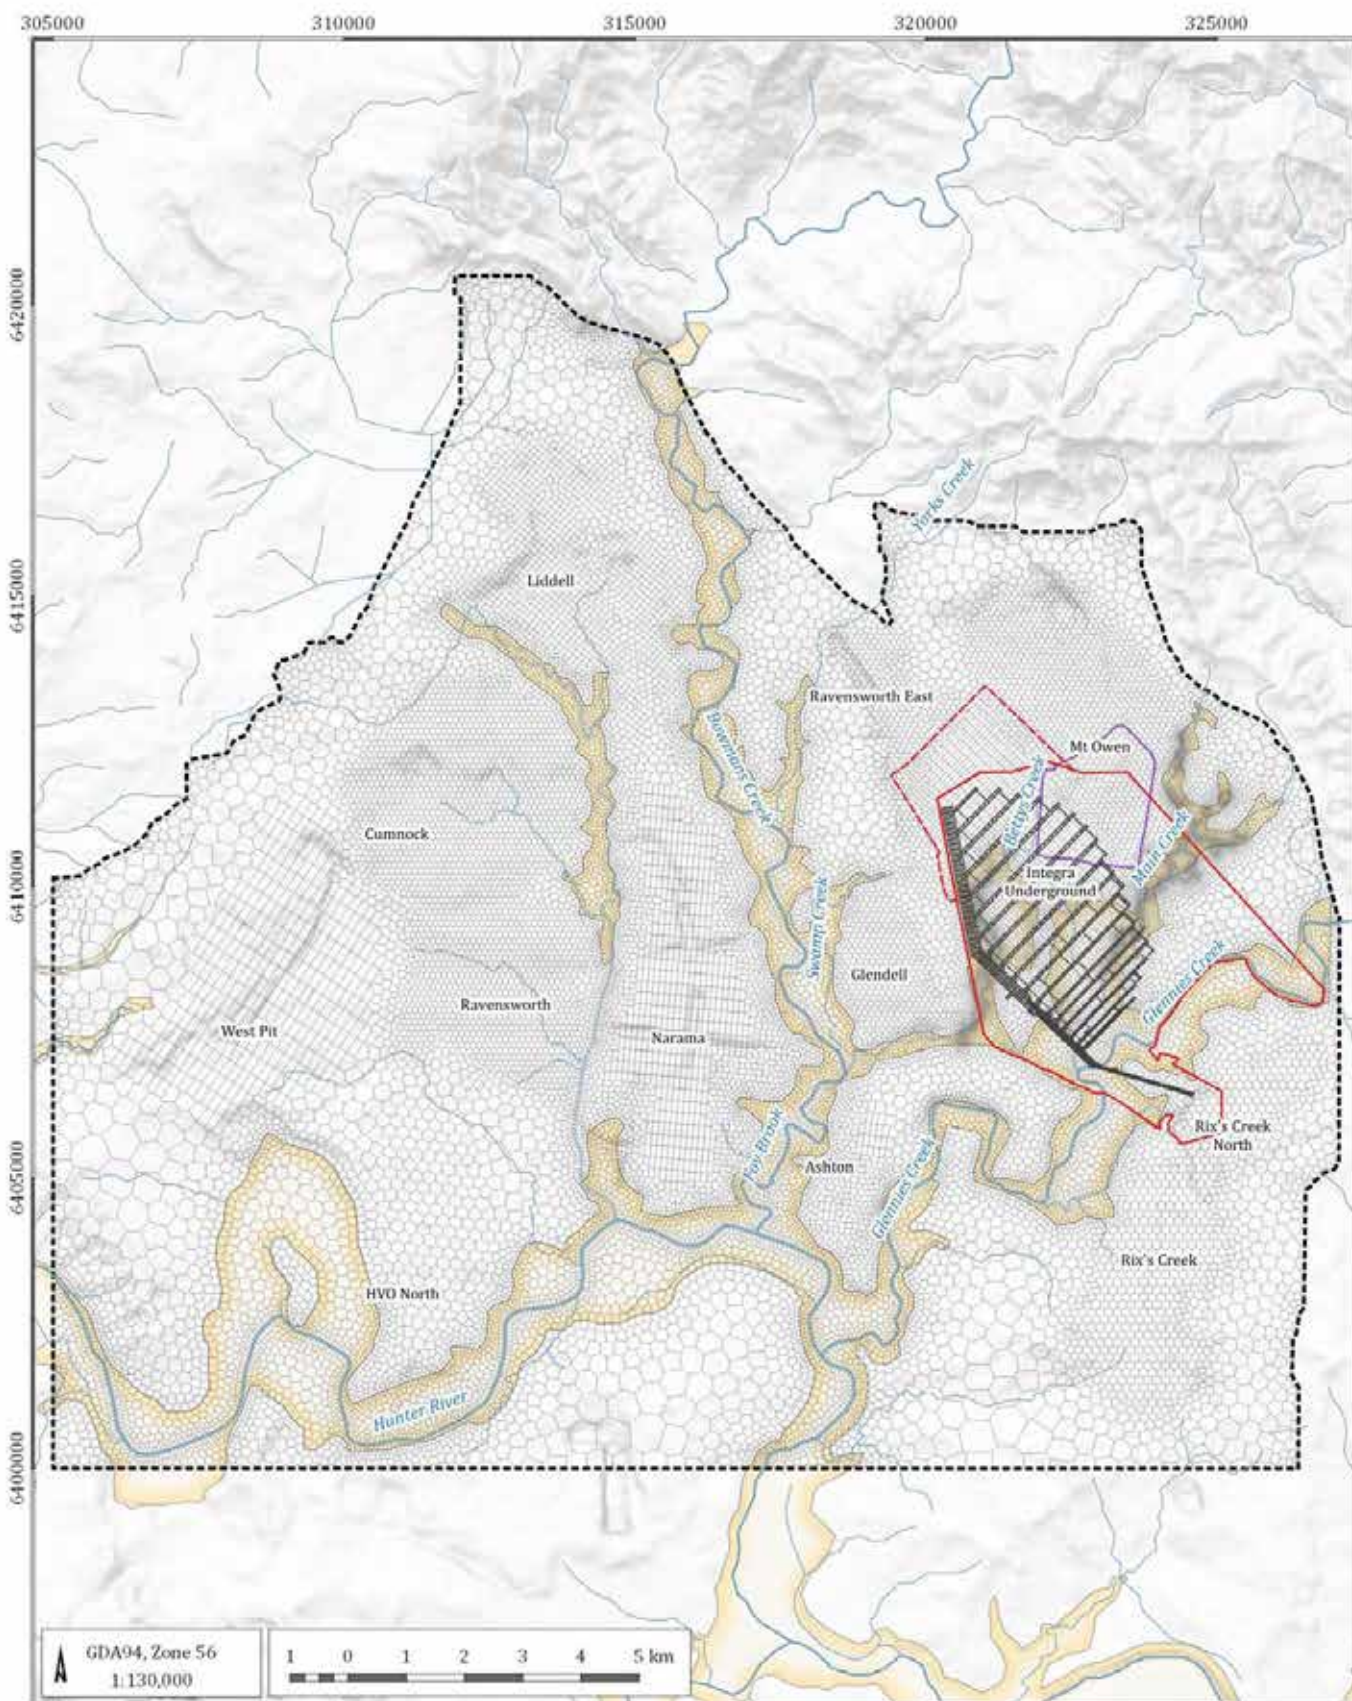 305000
310000
315000
320000
325000
6420000
6415000
6410000
6405000
6400000
Yorks Creek
Liddell
Ravensworth East
Bowmans Creek
Mt Owen
Bettys Creek
Cumnock
Main Creek
Integra
Underground
Swamp Creek
Glendell
Glennies Creek
Ravensworth
West Pit
Narama
Foy Brook
Ashton
Glennies Creek
Rix's Creek
North
Rix's Creek
HVO North
Hunter River
GDA94, Zone 56
1:130,000
1 0 1 2 3 4 5 km